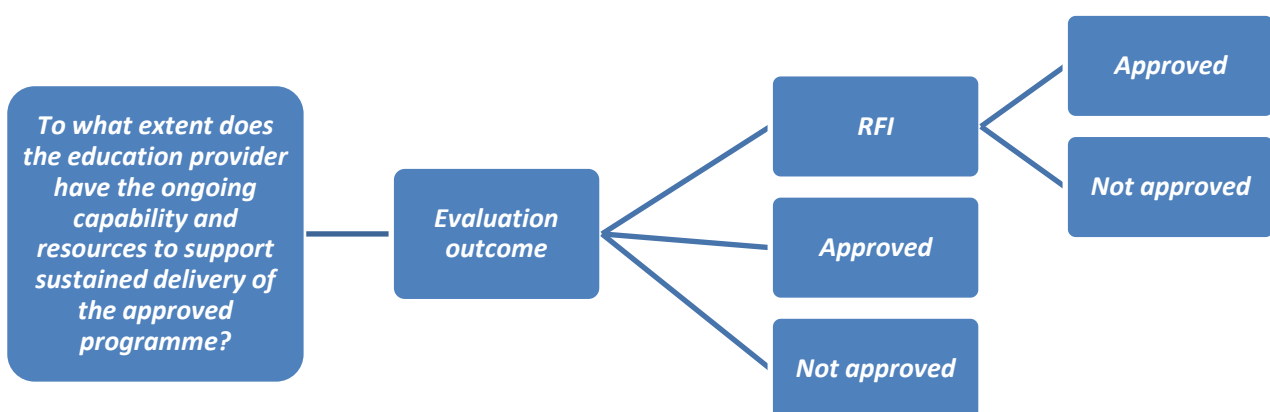 To what extent does
the education provider
have the ongoing
capability and
resources to support
sustained delivery of
the approved
programme?
Evaluation
outcome
RFI
Approved
Not approved
Approved
Not approved